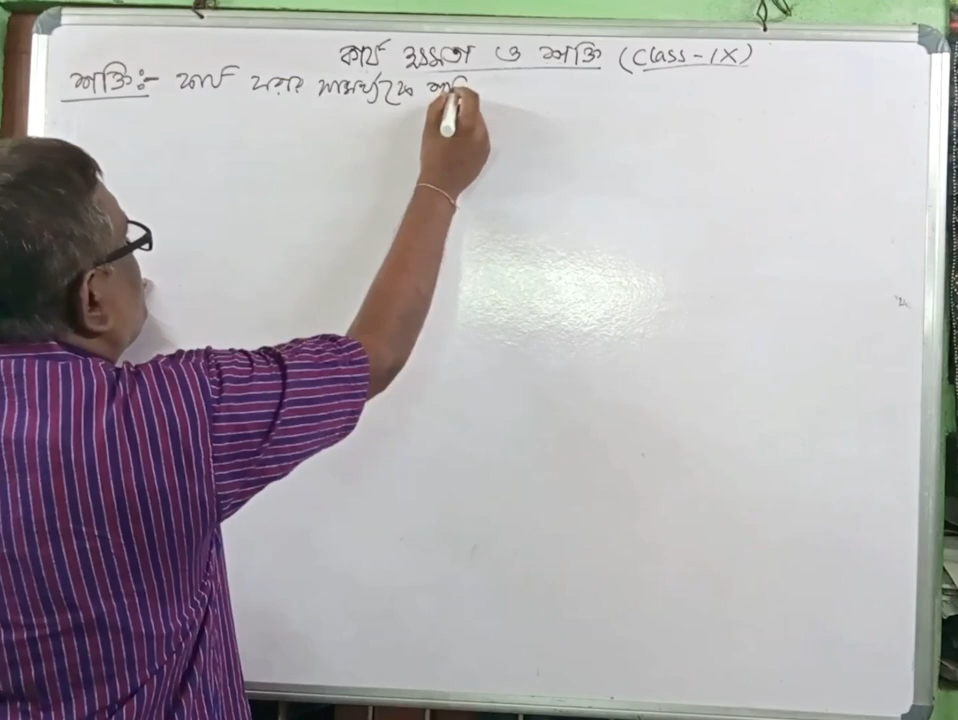 কার্য ক্ষমতা ও শক্তি (Class-IX)
শক্তিঃ- কার্য করার সামর্থ্যকে শ